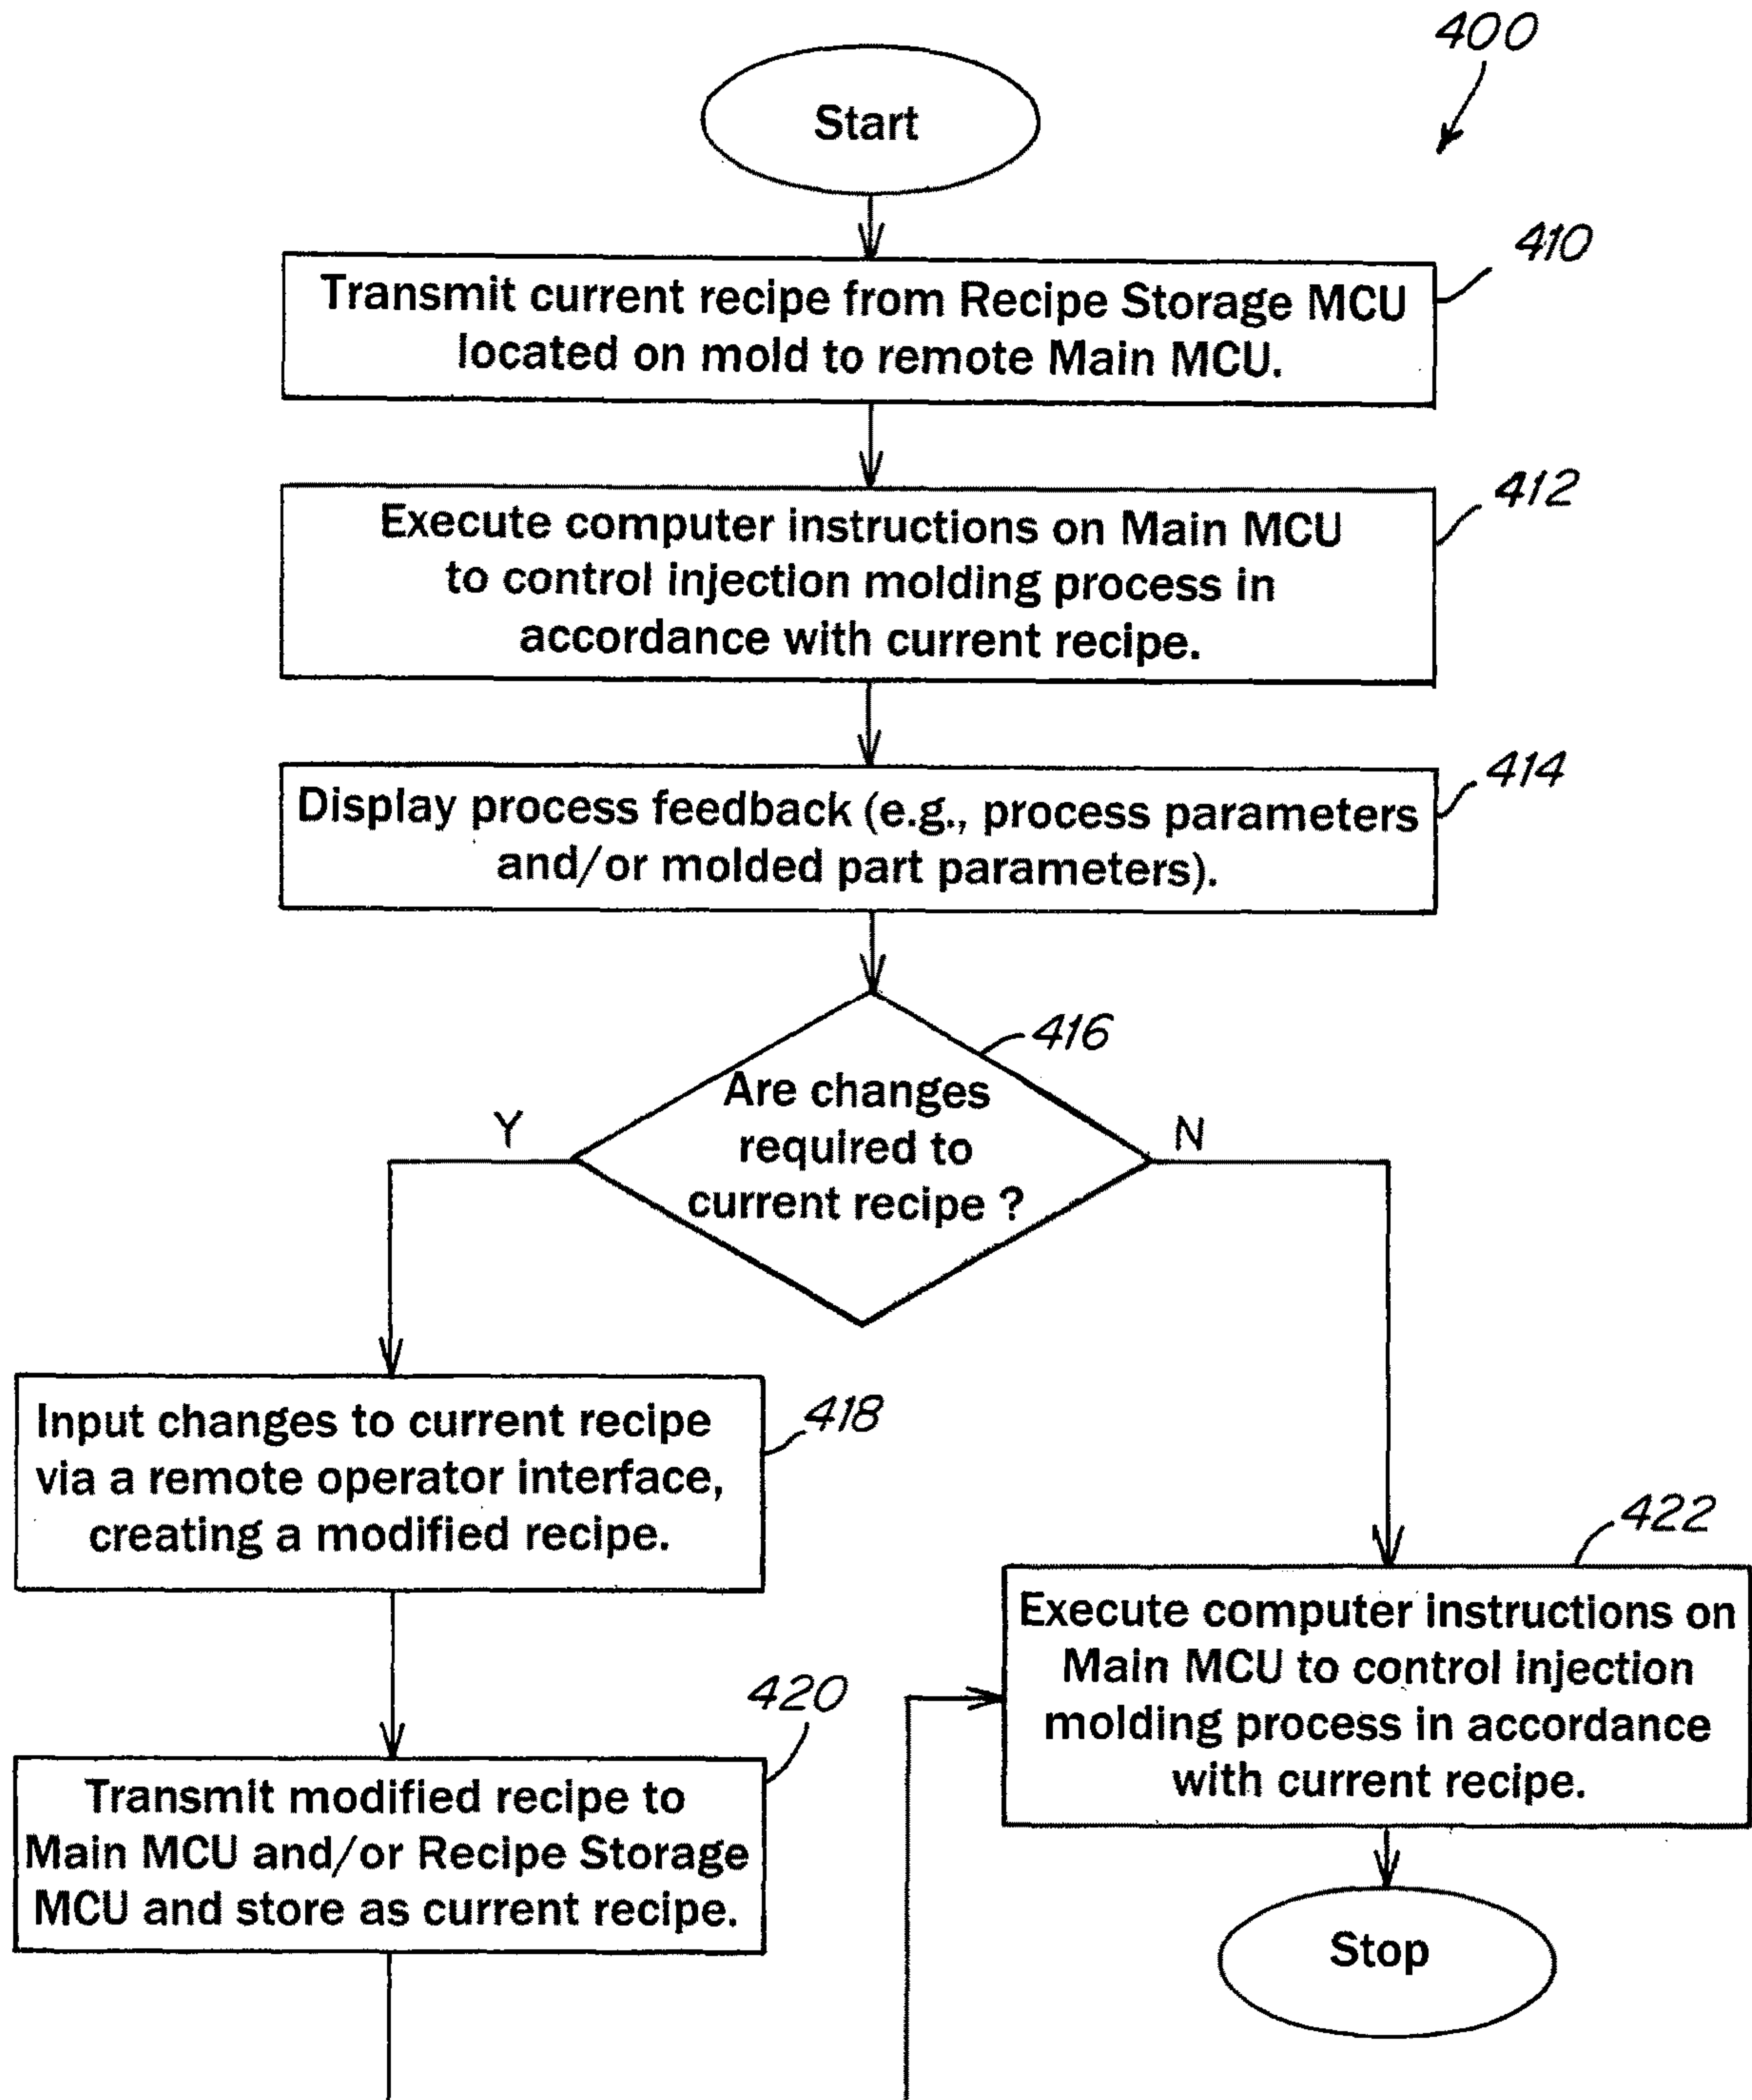 400
Start
410
Transmit current recipe from Recipe Storage MCU
located on mold to remote Main MCU.
412
Execute computer instructions on Main MCU
to control injection molding process in
accordance with current recipe.
414
Display process feedback (e.g., process parameters
and/or molded part parameters).
416
Are changes
required to
current recipe ?
Y
N
418
Input changes to current recipe
via a remote operator interface,
creating a modified recipe.
420
Transmit modified recipe to
Main MCU and/or Recipe Storage
MCU and store as current recipe.
422
Execute computer instructions on
Main MCU to control injection
molding process in accordance
with current recipe.
Stop